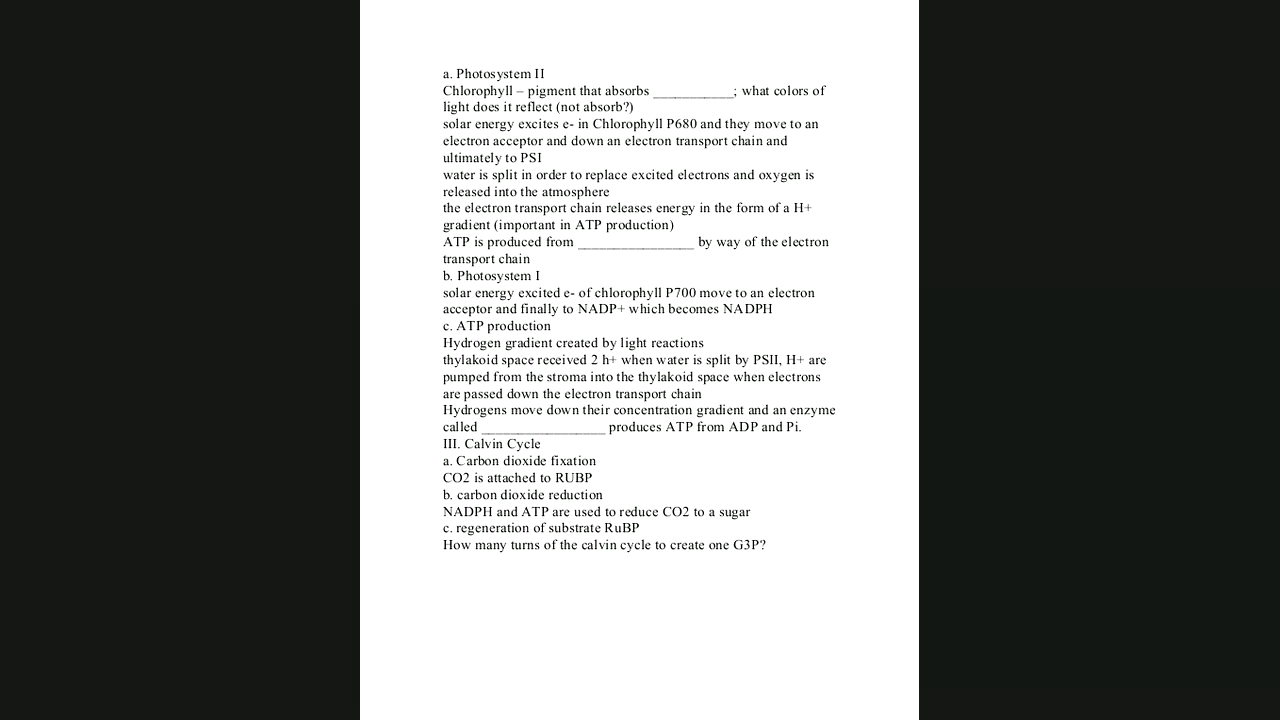 a. Photosystem II
Chlorophyll – pigment that absorbs ___________; what colors of
light does it reflect (not absorb?)
solar energy excites e- in Chlorophyll P680 and they move to an
electron acceptor and down an electron transport chain and
ultimately to PSI
water is split in order to replace excited electrons and oxygen is
released into the atmosphere
the electron transport chain releases energy in the form of a H+
gradient (important in ATP production)
ATP is produced from ________________ by way of the electron
transport chain
b. Photosystem I
solar energy excited e- of chlorophyll P700 move to an electron
acceptor and finally to NADP+ which becomes NADPH
c. ATP production
Hydrogen gradient created by light reactions
thylakoid space received 2 h+ when water is split by PSII, H+ are
pumped from the stroma into the thylakoid space when electrons
are passed down the electron transport chain
Hydrogens move down their concentration gradient and an enzyme
called _________________ produces ATP from ADP and Pi.
III. Calvin Cycle
a. Carbon dioxide fixation
CO2 is attached to RUBP
b. carbon dioxide reduction
NADPH and ATP are used to reduce CO2 to a sugar
c. regeneration of substrate RuBP
How many turns of the calvin cycle to create one G3P?